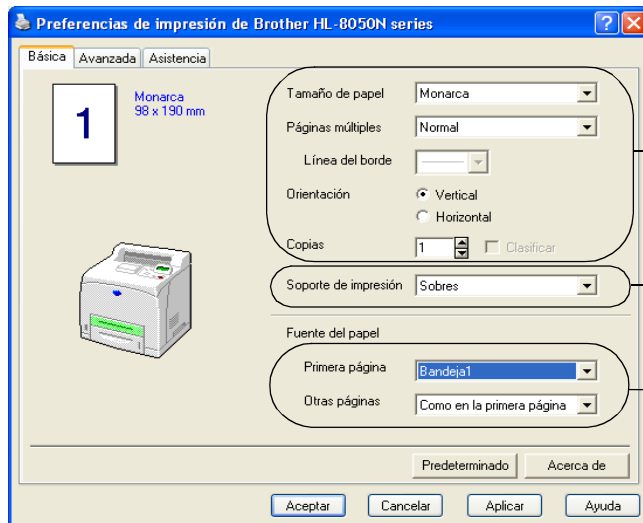 Preferencias de impresión de Brother HL-8050N series
Básica Avanzada Asistencia
1
Monarca
98 x 190 mm
Tamaño de papel Monarca
Páginas múltiples Normal
Línea del borde
Orientación Vertical
Horizontal
Copias 1 Clasificar
Soporte de impresión Sobres
Fuente del papel
Primera página Bandeja1
Otras páginas Como en la primera página
Predeterminado Acerca de
Aceptar Cancelar Aplicar Ayuda